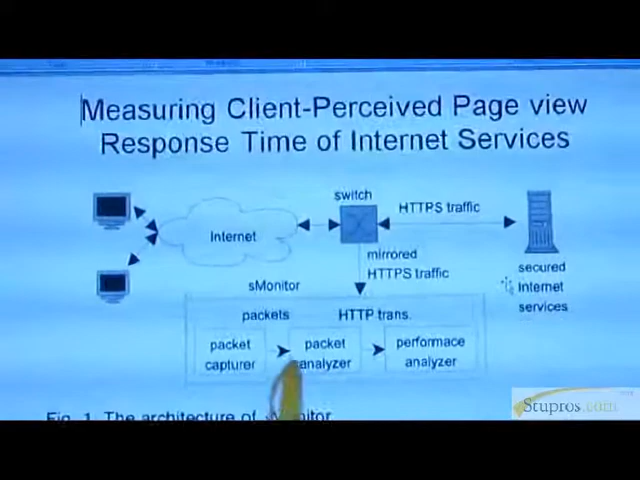 Measuring Client-Perceived Page view
Response Time of Internet Services
switch
HTTPS traffic
Internet
mirrored
HTTPS traffic
secured
Internet
services
sMonitor
packets
HTTP trans.
packet
capturer
packet
analyzer
performace
analyzer
Fig. 1. The architecture of sMonitor
Stupros.com